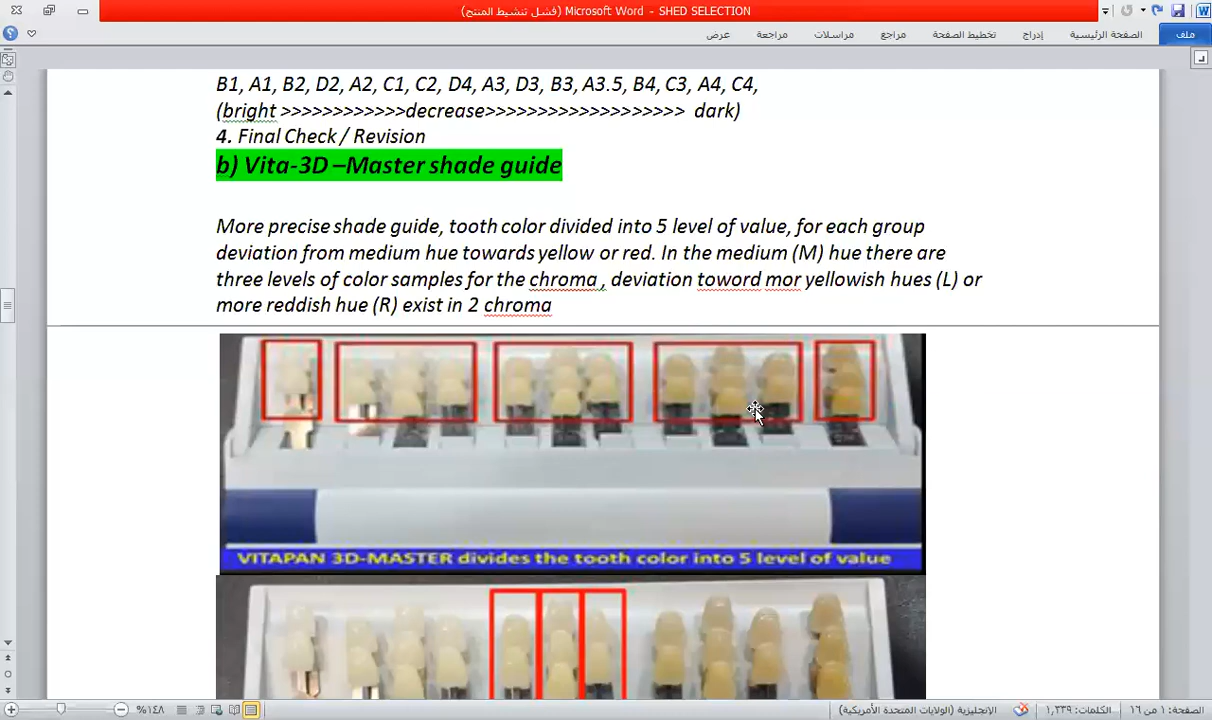 SHED SELECTION - Microsoft Word (فشل تنشيط المنتج)
ملف
الصفحة الرئيسية
إدراج
تخطيط الصفحة
مراجع
مراسلات
مراجعة
عرض
B1, A1, B2, D2, A2, C1, C2, D4, A3, D3, B3, A3.5, B4, C3, A4, C4,
(bright >>>>>>>>>>>>decrease>>>>>>>>>>>>>>>>>>> dark)
4. Final Check / Revision
b) Vita-3D –Master shade guide
More precise shade guide, tooth color divided into 5 level of value, for each group
deviation from medium hue towards yellow or red. In the medium (M) hue there are
three levels of color samples for the chroma , deviation toword mor yellowish hues (L) or
more reddish hue (R) exist in 2 chroma
VITAPAN 3D-MASTER divides the tooth color into 5 level of value
الصفحة: ١ من ١٦
الكلمات: ١,٣٣٩
الإنجليزية (الولايات المتحدة الأمريكية)
١٤٨%